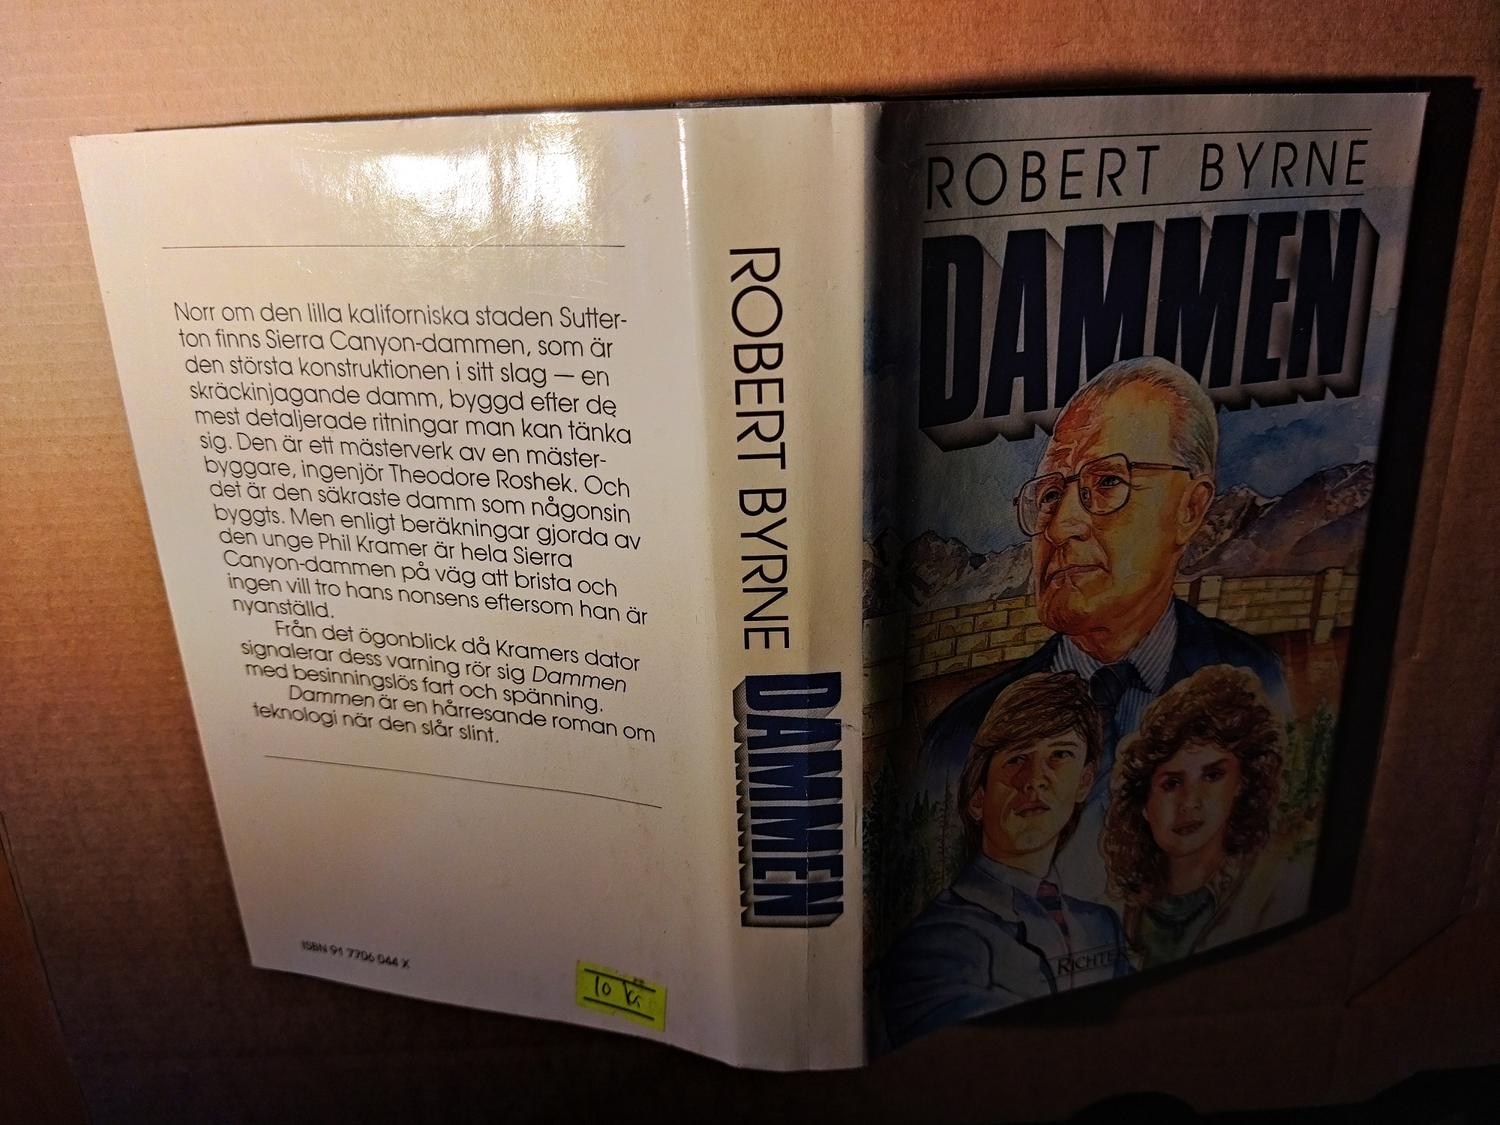 Norr om den lilla kaliforniska staden Sutter-
ton finns Sierra Canyon-dammen, som är
den största konstruktionen i sitt slag — en
skräckinjagande damm, byggd efter de
mest detaljerade ritningar man kan tänka
sig. Den är ett mästerverk av en mäster-
byggare, ingenjör Theodore Roshek. Och
det är den säkraste damm som någonsin
byggts. Men enligt beräkningar gjorda av
den unge Phil Kramer är hela Sierra
Canyon-dammen på väg att brista och
ingen vill tro hans nonsens eftersom han är
nyanställd.
Från det ögonblick då Kramers dator
signalerar dess varning rör sig Dammen
med besinningslös fart och spänning.
Dammen är en hårresande roman om
teknologi när den slår slint.
ISBN 91 7706 044 X
10 kr
ROBERT BYRNE
DAMMEN
ROBERT BYRNE
DAMMEN
RICHTER